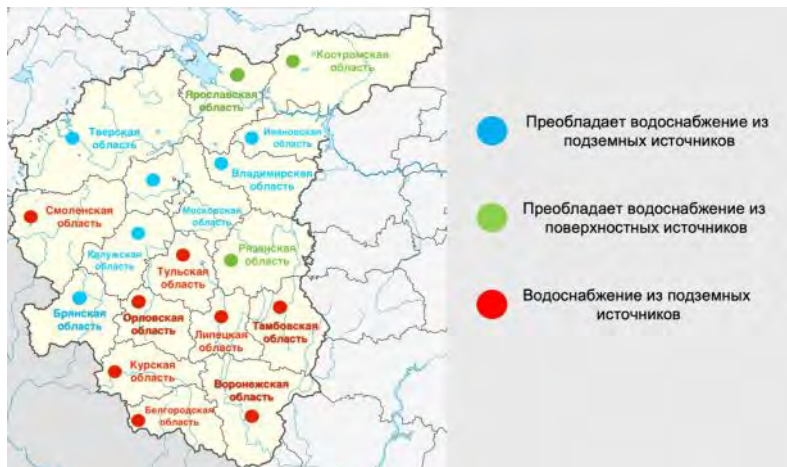 Костромская
область
Ярославская
область
Тверская
область
Ивановская
область
Владимирская
область
Смоленская
область
Московская
область
Калужская
область
Рязанская
область
Тульская
область
Брянская
область
Орловская
область
Липецкая
область
Тамбовская
область
Курская
область
Воронежская
область
Белгородская
область
Преобладает водоснабжение из
подземных источников
Преобладает водоснабжение из
поверхностных источников
Водоснабжение из подземных
источников